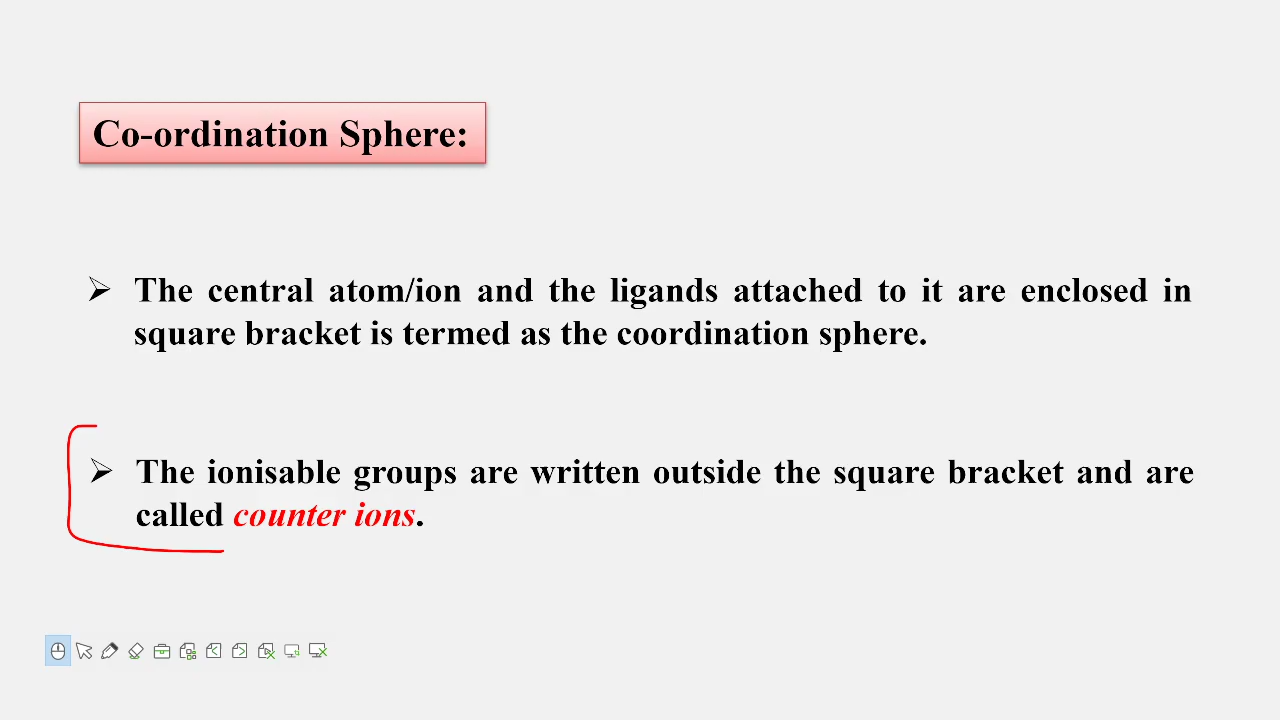 Co-ordination Sphere:
The central atom/ion and the ligands attached to it are enclosed in
square bracket is termed as the coordination sphere.
The ionisable groups are written outside the square bracket and are
called counter ions.